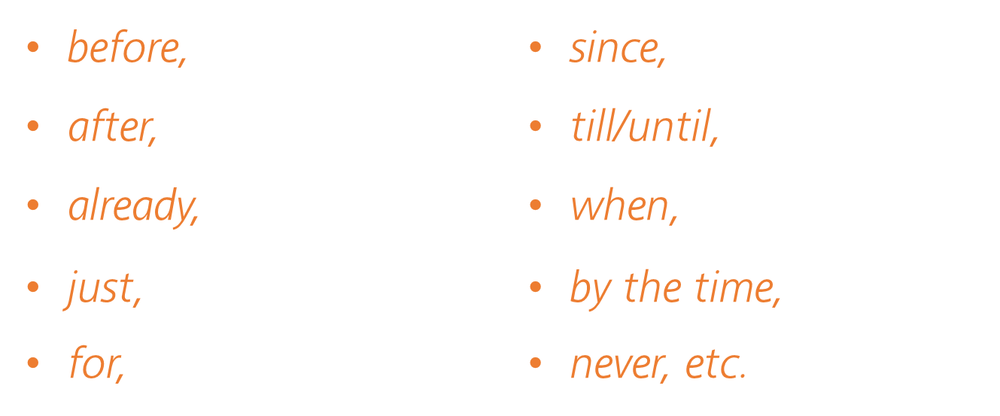 • before,
• after,
• already,
• just,
• for,
• since,
• till/until,
• when,
• by the time,
• never, etc.